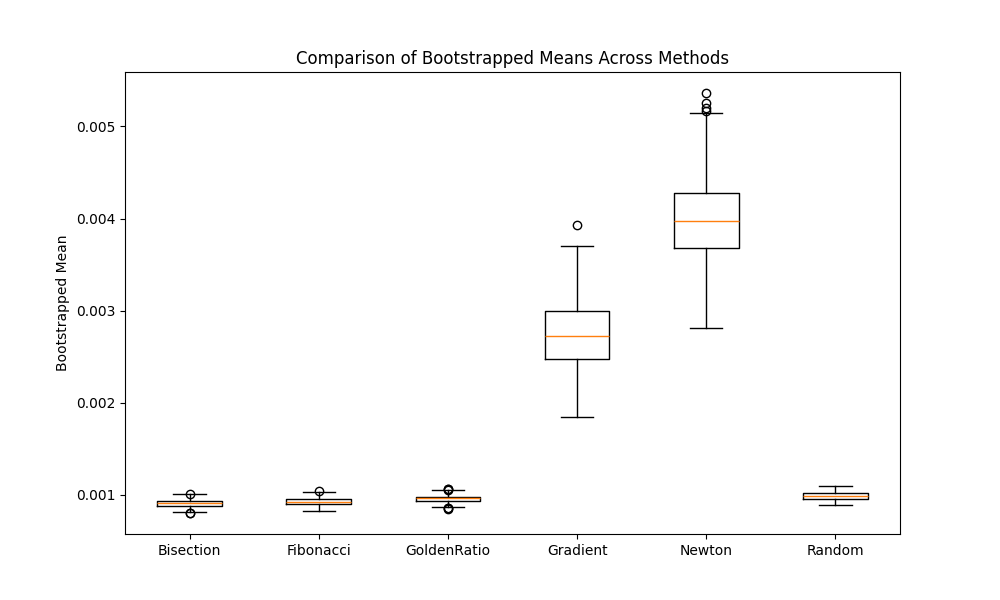 Comparison of Bootstrapped Means Across Methods
Bootstrapped Mean
0.005
0.004
0.003
0.002
0.001
Bisection
Fibonacci
GoldenRatio
Gradient
Newton
Random